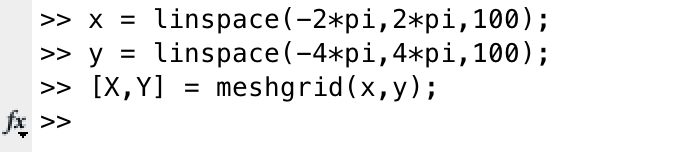 >> x = linspace(-2*pi,2*pi,100);
>> y = linspace(-4*pi,4*pi,100);
>> [X,Y] = meshgrid(x,y);
fx >>